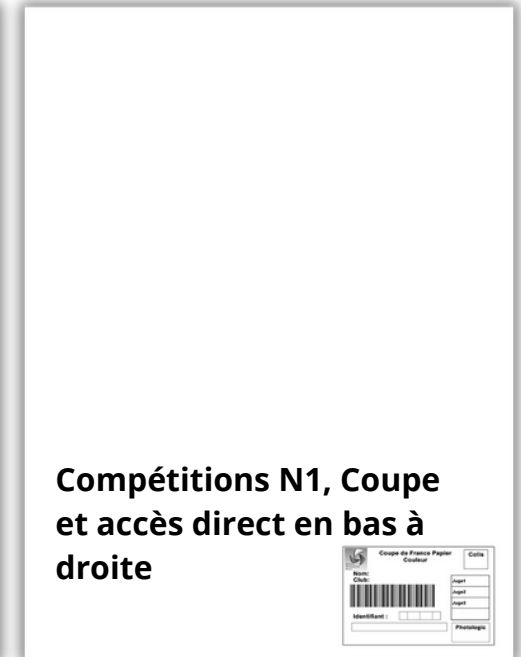 Compétitions N1, Coupe
et accès direct en bas à
droite
Coupe de France Papier
Couleur
Colis
Nom:
Club:
Juge1
Juge2
Juge3
Identifiant :
Photologic